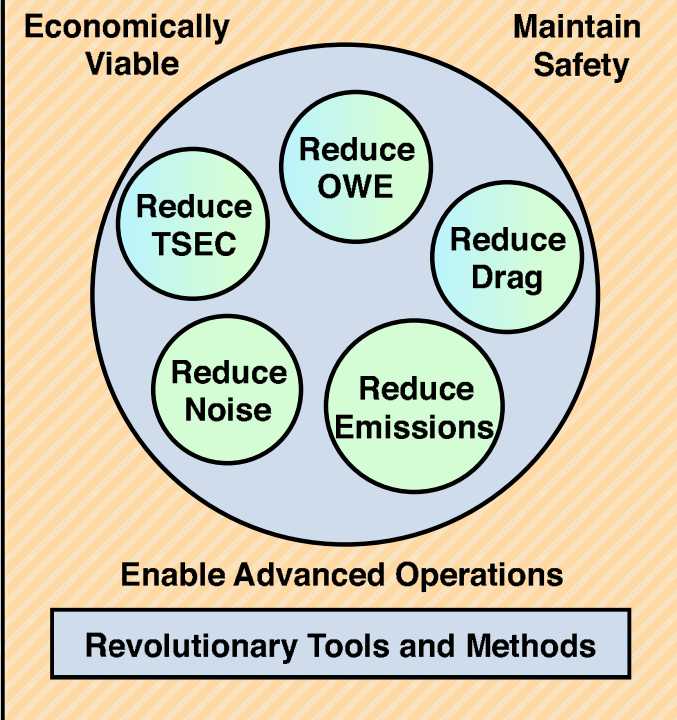 Economically
Viable
Maintain
Safety
Reduce
OWE
Reduce
TSEC
Reduce
Drag
Reduce
Noise
Reduce
Emissions
Enable Advanced Operations
Revolutionary Tools and Methods